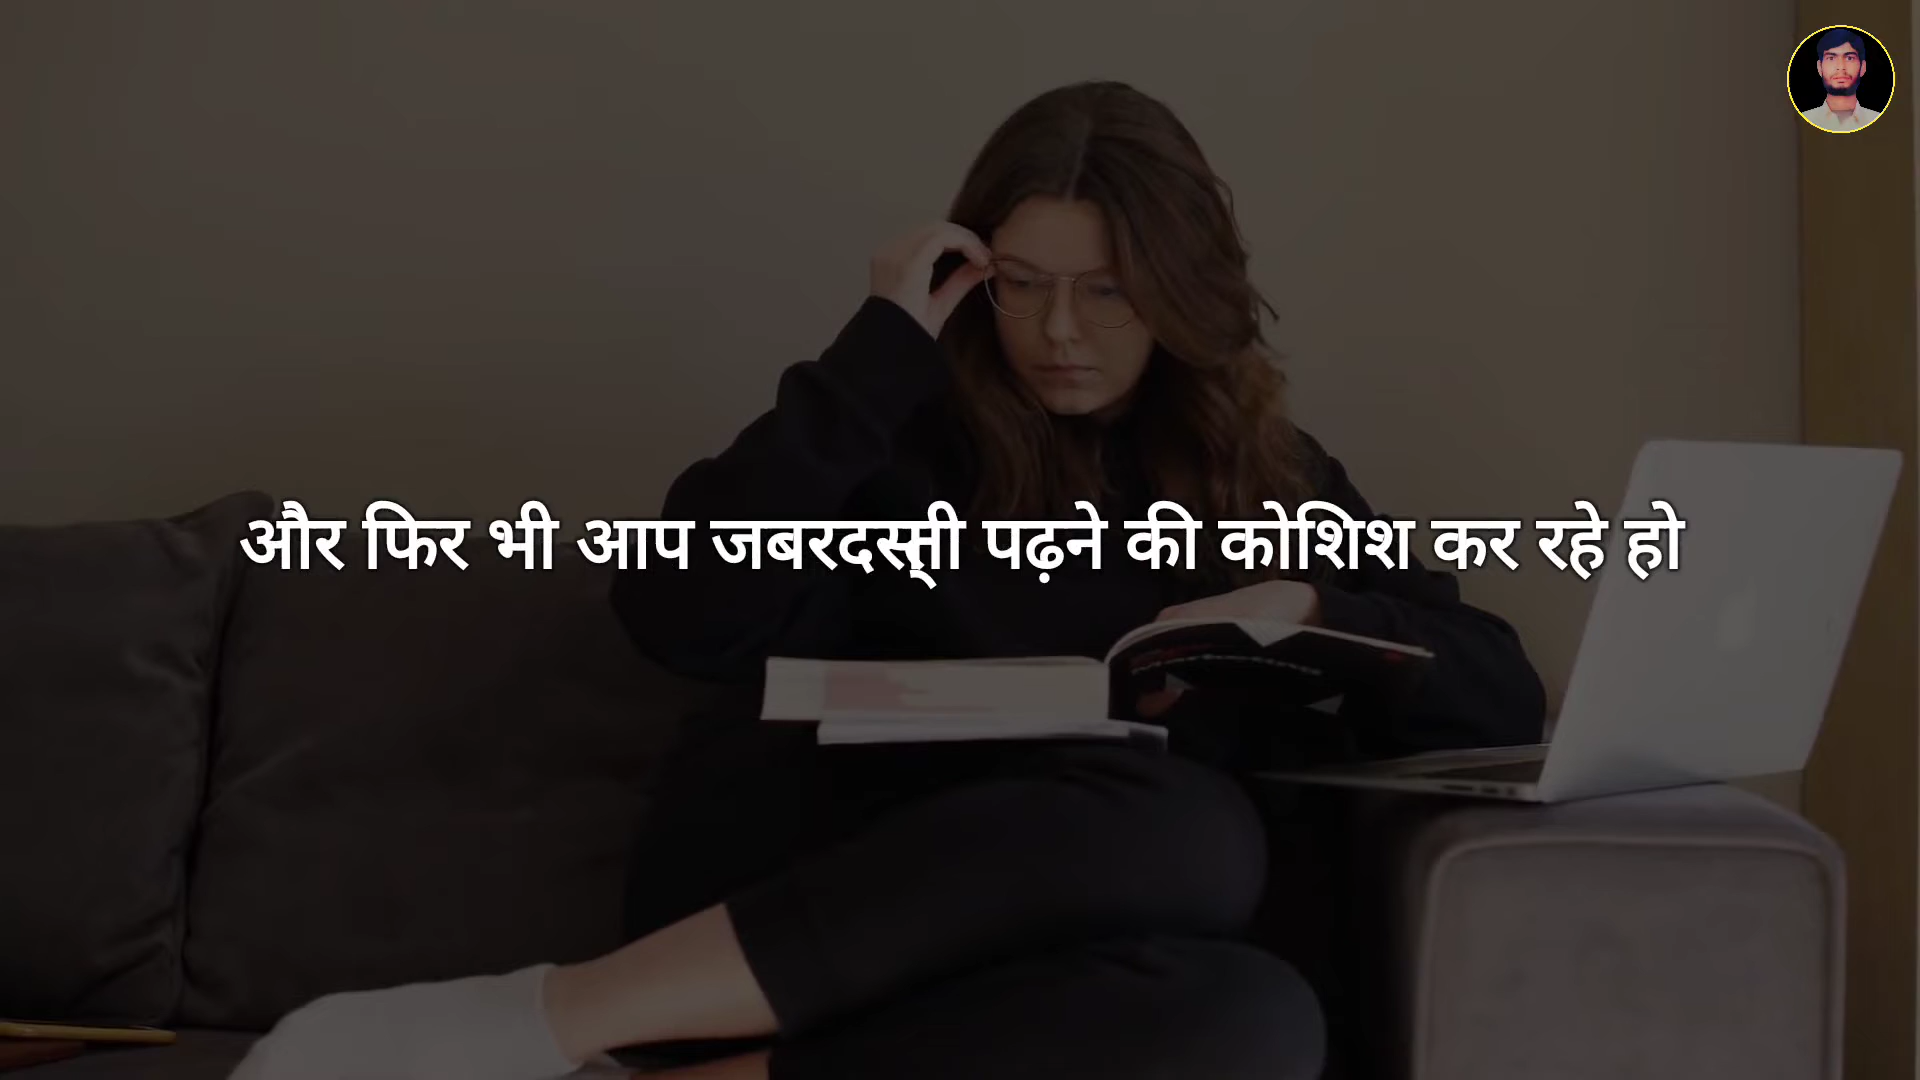 और फिर भी आप जबरदस्ती पढ़ने की कोशिश कर रहे हो